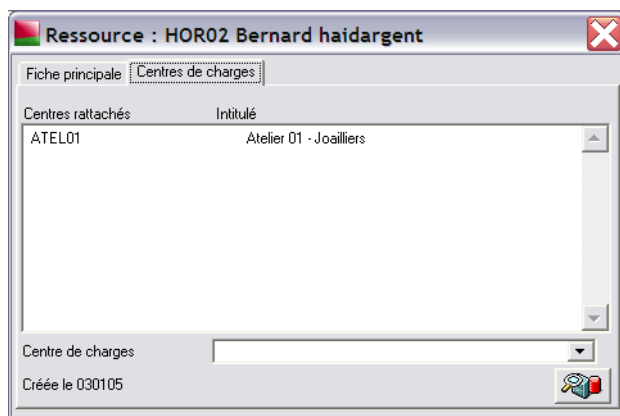 Ressource : HOR02 Bernard haidargent
Fiche principale Centres de charges
Centres rattachés Intitulé
ATEL01 Atelier 01 - Joailliers
Centre de charges
Créée le 030105